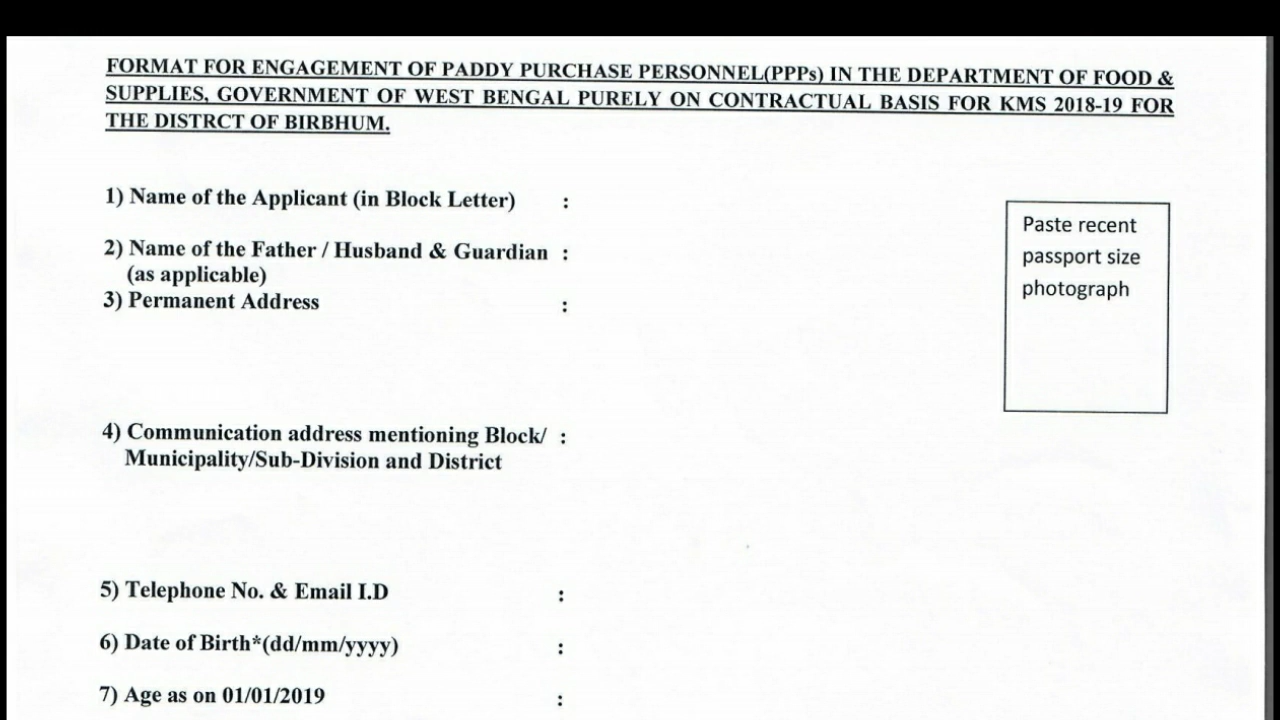 FORMAT FOR ENGAGEMENT OF PADDY PURCHASE PERSONNEL(PPPs) IN THE DEPARTMENT OF FOOD &
SUPPLIES, GOVERNMENT OF WEST BENGAL PURELY ON CONTRACTUAL BASIS FOR KMS 2018-19 FOR
THE DISTRCT OF BIRBHUM.
1) Name of the Applicant (in Block Letter) :
Paste recent
passport size
photograph
2) Name of the Father / Husband & Guardian :
(as applicable)
3) Permanent Address :
4) Communication address mentioning Block/ :
Municipality/Sub-Division and District
5) Telephone No. & Email I.D :
6) Date of Birth*(dd/mm/yyyy) :
7) Age as on 01/01/2019 :